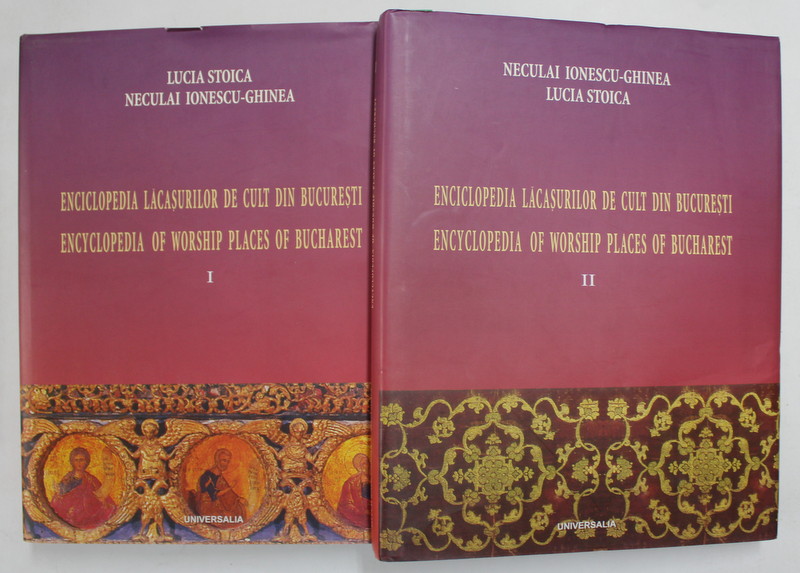 LUCIA STOICA
NECULAI IONESCU-GHINEA
ENCICLOPEDIA LĂCAȘURILOR DE CULT DIN BUCUREȘTI
ENCYCLOPEDIA OF WORSHIP PLACES OF BUCHAREST
I
UNIVERSALIA
NECULAI IONESCU-GHINEA
LUCIA STOICA
ENCICLOPEDIA LĂCAȘURILOR DE CULT DIN BUCUREȘTI
ENCYCLOPEDIA OF WORSHIP PLACES OF BUCHAREST
II
UNIVERSALIA